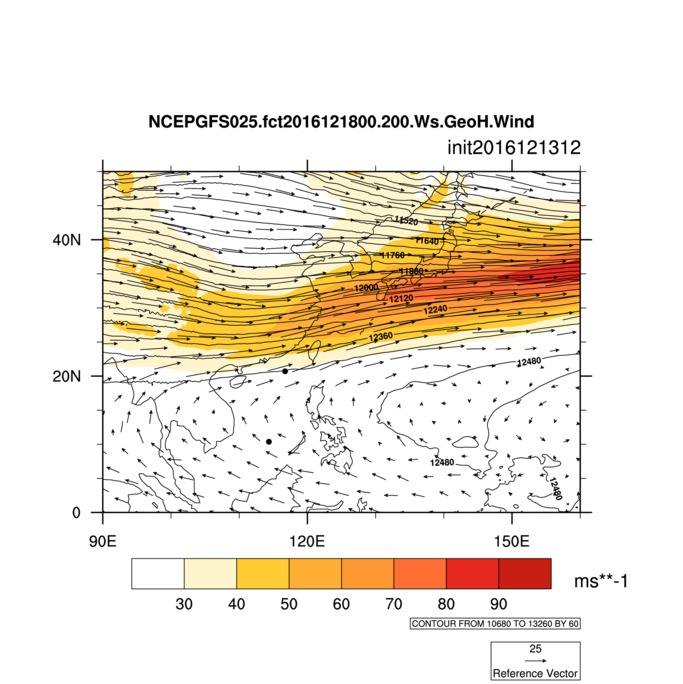 NCEPGFS025.fct2016121800.200.Ws.GeoH.Wind
init2016121312
11520
40N
11640
11760
11880
12000
12120
12240
12360
12480
20N
12480
12480
0
90E 120E 150E
ms**-1
30 40 50 60 70 80 90
CONTOUR FROM 10680 TO 13260 BY 60
25
Reference Vector